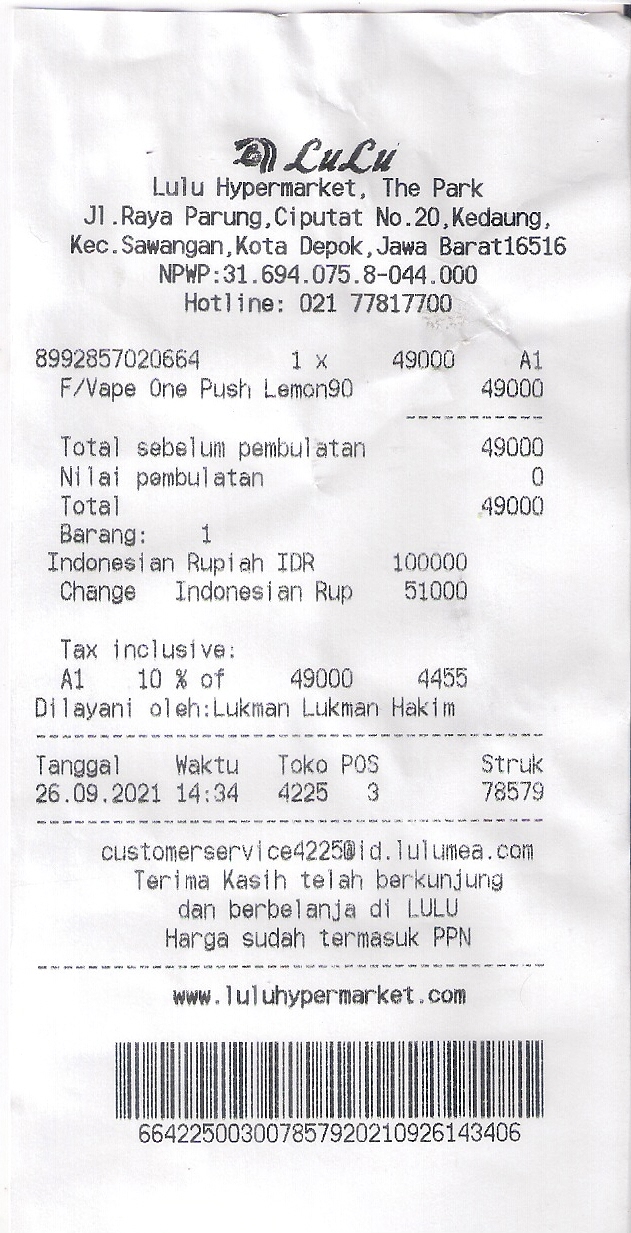 LuLu
Lulu Hypermarket, The Park
Jl.Raya Parung,Ciputat No.20,Kedaung,
Kec.Sawangan,Kota Depok,Jawa Barat16516
NPWP:31.694.075.8-044.000
Hotline: 021 77817700
8992857020664 1 x 49000 A1
F/Vape One Push Lemon90 49000
Total sebelum pembulatan 49000
Nilai pembulatan 0
Total 49000
Barang: 1
Indonesian Rupiah IDR 100000
Change Indonesian Rup 51000
Tax inclusive:
A1 10 % of 49000 4455
Dilayani oleh:Lukman Lukman Hakim
Tanggal Waktu Toko POS Struk
26.09.2021 14:34 4225 3 78579
customerservice4225@id.lulumea.com
Terima Kasih telah berkunjung
dan berbelanja di LULU
Harga sudah termasuk PPN
www.luluhypermarket.com
66422500300785792021​0926143406